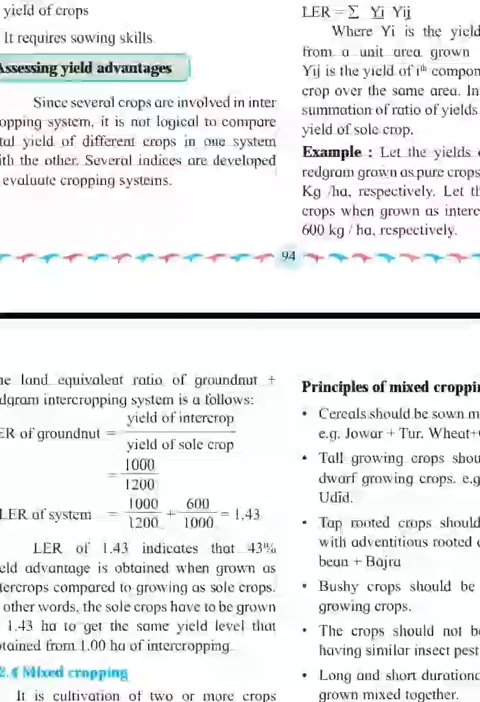 yield of crops
It requires sowing skills.
Assessing yield advantages
Since several crops are involved in inter
opping system, it is not logical to compare
tal yield of different crops in one system
ith the other. Several indices are developed
evaluate cropping systems.
LER = ∑ Yi Yij
Where Yi is the yield
from a unit area grown
Yij is the yield of iᵗʰ compon
crop over the same area. In
summation of ratio of yields
yield of sole crop.
Example : Let the yields o
redgram grown as pure crops
Kg /ha, respectively. Let th
crops when grown as interc
600 kg / ha, respectively.
94
he land equivalent ratio of groundnut +
dgram intercropping system is a follows:
ER of groundnut = yield of intercrop
yield of sole crop
= 1000
1200
LER of system = 1000 / 1200 + 600 / 1000 = 1.43
LER of 1.43 indicates that 43%
eld advantage is obtained when grown as
tercrops compared to growing as sole crops.
other words, the sole crops have to be grown
1.43 ha to get the same yield level that
btained from 1.00 ha of intercropping.
2.4 Mixed cropping
It is cultivation of two or more crops
Principles of mixed croppin
• Cereals should be sown m
e.g. Jowar + Tur. Wheat+
• Tall growing crops shou
dwarf growing crops. e.g
Udid.
• Tap rooted crops should
with adventitious rooted c
bean + Bajra
• Bushy crops should be
growing crops.
• The crops should not be
having similar insect pest
• Long and short duration
grown mixed together.